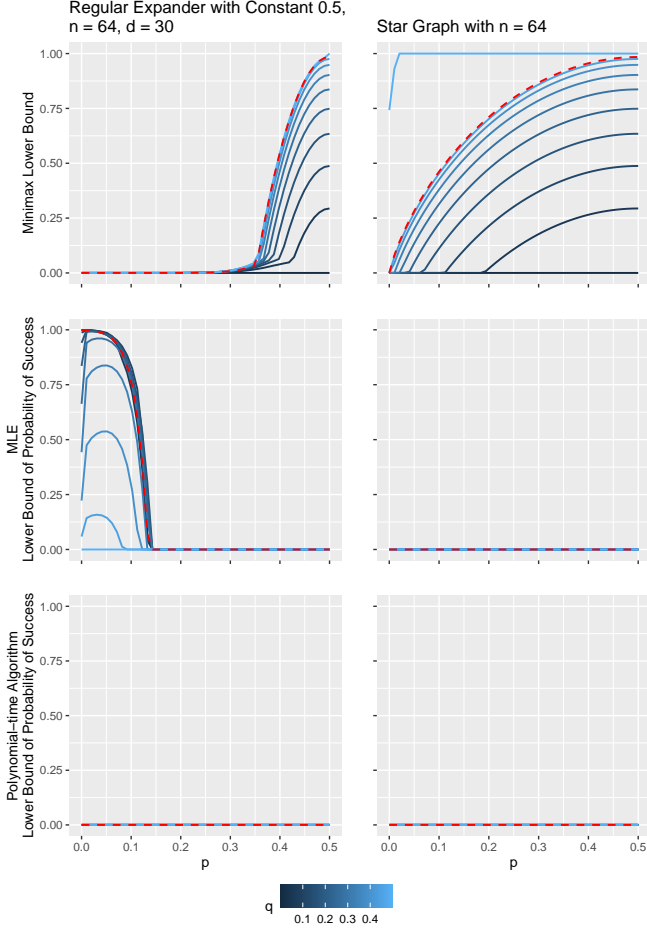 Regular Expander with Constant 0.5,
n = 64, d = 30
Star Graph with n = 64
Minimax Lower Bound
1.00
0.75
0.50
0.25
0.00
MLE
Lower Bound of Probability of Success
1.00
0.75
0.50
0.25
0.00
Polynomial−time Algorithm
Lower Bound of Probability of Success
1.00
0.75
0.50
0.25
0.00
0.0 0.1 0.2 0.3 0.4 0.5
0.0 0.1 0.2 0.3 0.4 0.5
p
p
q
0.1 0.2 0.3 0.4